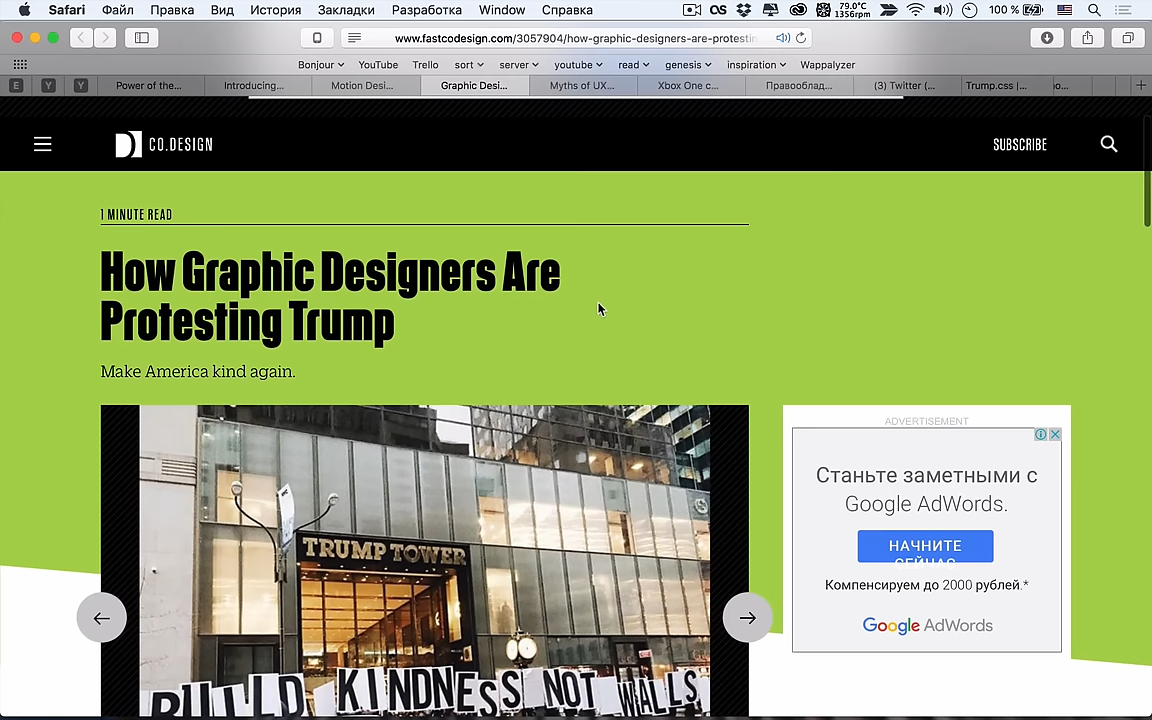 Safari Файл Правка Вид История Закладки Разработка Window Справка OS 79.0°C 1356rpm 100 %
www.fastcodesign.com/3057904/how-graphic-designers-are-protestin
Bonjour YouTube Trello sort server youtube read genesis inspiration Wappalyzer
E Y Y Power of the... Introducing... Motion Desi... Graphic Desi... Myths of UX... Xbox One c... Правооблад... (3) Twitter (... Trump.css |...
CO.DESIGN SUBSCRIBE
1 MINUTE READ
How Graphic Designers Are
Protesting Trump
Make America kind again.
TRUMP TOWER
BUILD KINDNESS NOT WALLS
ADVERTISEMENT
Станьте заметными с
Google AdWords.
НАЧНИТЕ
СЕЙЧАС
Компенсируем до 2000 рублей.*
Google AdWords